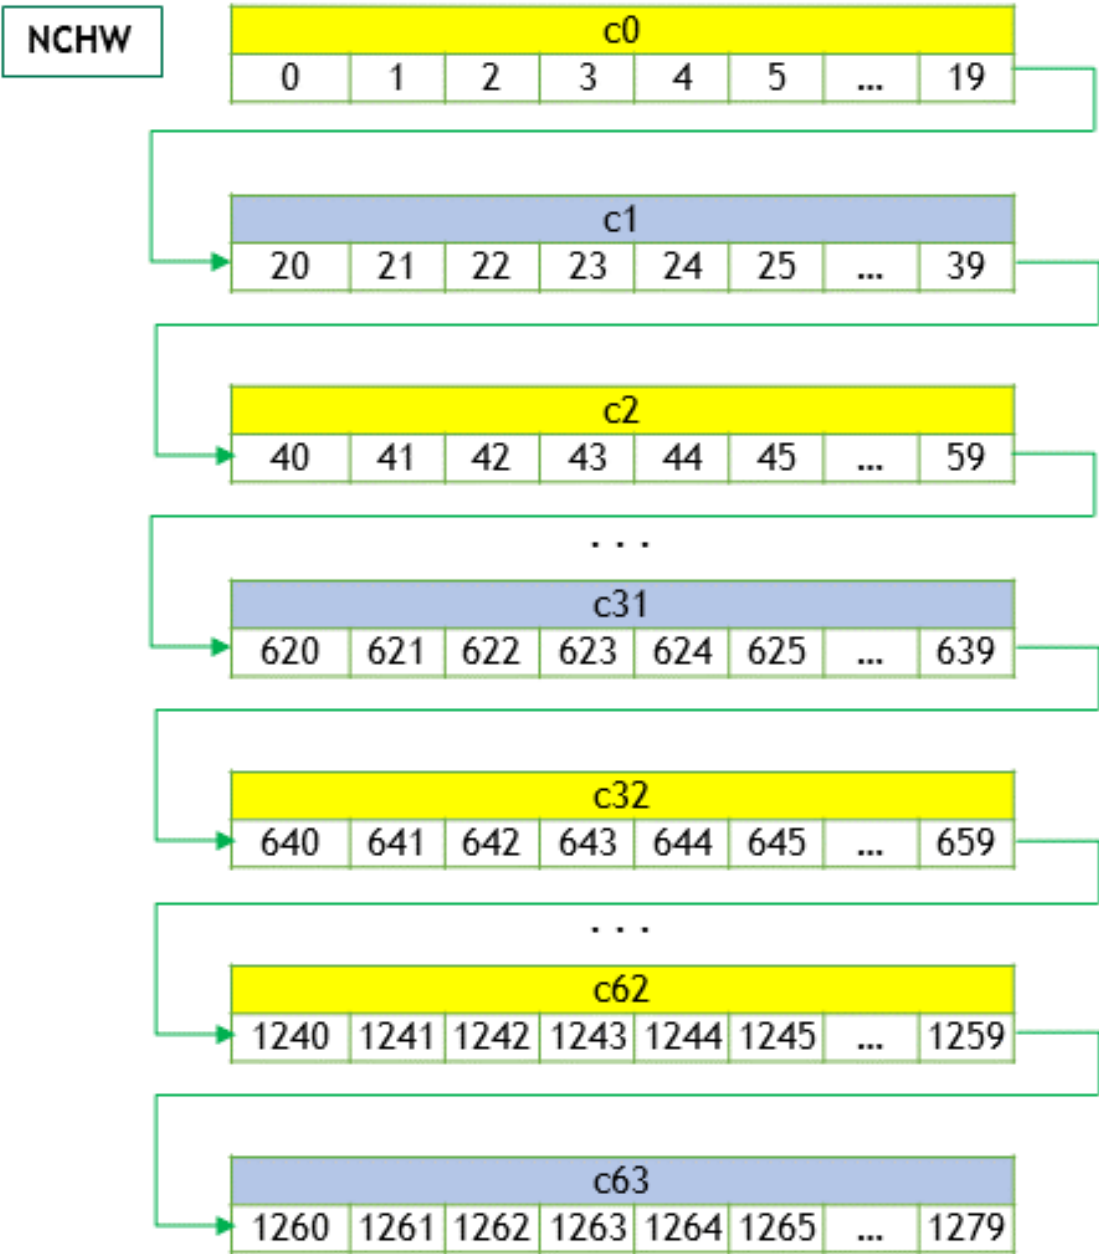 NCHW
c0
0 1 2 3 4 5 ... 19
c1
20 21 22 23 24 25 ... 39
c2
40 41 42 43 44 45 ... 59
. . .
c31
620 621 622 623 624 625 ... 639
c32
640 641 642 643 644 645 ... 659
. . .
c62
1240 1241 1242 1243 1244 1245 ... 1259
c63
1260 1261 1262 1263 1264 1265 ... 1279